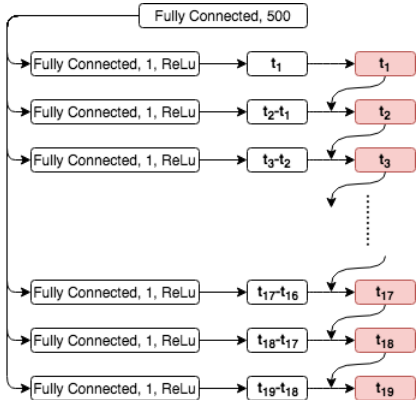 Fully Connected, 500
Fully Connected, 1, ReLu t₁ t₁
Fully Connected, 1, ReLu t₂-t₁ t₂
Fully Connected, 1, ReLu t₃-t₂ t₃
Fully Connected, 1, ReLu t₁₇-t₁₆ t₁₇
Fully Connected, 1, ReLu t₁₈-t₁₇ t₁₈
Fully Connected, 1, ReLu t₁₉-t₁₈ t₁₉